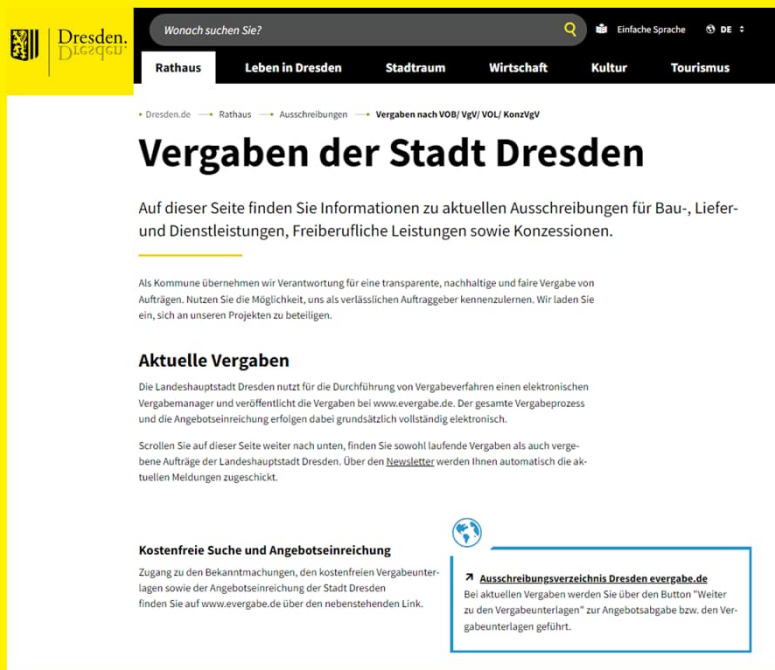 Dresden.
Dresden.
Wonach suchen Sie?
Einfache Sprache
DE
Rathaus Leben in Dresden Stadtraum Wirtschaft Kultur Tourismus
Dresden.de Rathaus Ausschreibungen Vergaben nach VOB/ VgV/ VOL/ KonzVgV
Vergaben der Stadt Dresden
Auf dieser Seite finden Sie Informationen zu aktuellen Ausschreibungen für Bau-, Liefer-
und Dienstleistungen, Freiberufliche Leistungen sowie Konzessionen.
Als Kommune übernehmen wir Verantwortung für eine transparente, nachhaltige und faire Vergabe von
Aufträgen. Nutzen Sie die Möglichkeit, uns als verlässlichen Auftraggeber kennenzulernen. Wir laden Sie
ein, sich an unseren Projekten zu beteiligen.
Aktuelle Vergaben
Die Landeshauptstadt Dresden nutzt für die Durchführung von Vergabeverfahren einen elektronischen
Vergabemanager und veröffentlicht die Vergaben bei www.evergabe.de. Der gesamte Vergabeprozess
und die Angebotseinreichung erfolgen dabei grundsätzlich vollständig elektronisch.
Scrollen Sie auf dieser Seite weiter nach unten, finden Sie sowohl laufende Vergaben als auch verge-
bene Aufträge der Landeshauptstadt Dresden. Über den Newsletter werden Ihnen automatisch die ak-
tuellen Meldungen zugeschickt.
Kostenfreie Suche und Angebotseinreichung
Zugang zu den Bekanntmachungen, den kostenfreien Vergabeunter-
lagen sowie der Angebotseinreichung der Stadt Dresden
finden Sie auf www.evergabe.de über den nebenstehenden Link.
Ausschreibungsverzeichnis Dresden evergabe.de
Bei aktuellen Vergaben werden Sie über den Button "Weiter
zu den Vergabeunterlagen" zur Angebotsabgabe bzw. den Ver-
gabeunterlagen geführt.